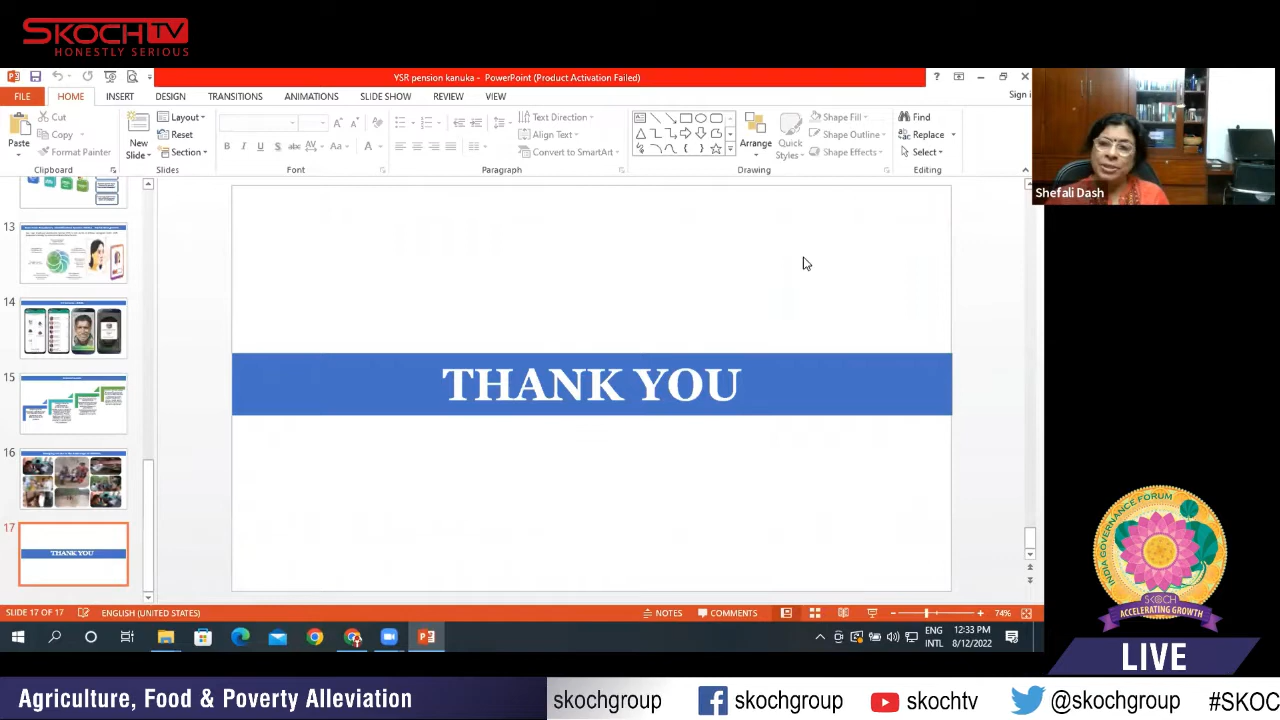 SKOCH TV
HONESTLY SERIOUS
YSR pension kanuka - PowerPoint (Product Activation Failed)
?
FILE HOME INSERT DESIGN TRANSITIONS ANIMATIONS SLIDE SHOW REVIEW VIEW Sign i
Paste
Cut
Copy
Format Painter
Clipboard
New
Slide
Layout
Reset
Section
Slides
B I U S abc AV Aa A
Font
Text Direction
Align Text
Convert to SmartArt
Paragraph
Arrange
Quick
Styles
Shape Fill
Shape Outline
Shape Effects
Drawing
Find
Replace
Select
Editing
Shefali Dash
13
14
15
16
17
THANK YOU
THANK YOU
SLIDE 17 OF 17 ENGLISH (UNITED STATES) NOTES COMMENTS 74%
ENG
INTL
12:33 PM
8/12/2022
INDIA GOVERNANCE FORUM
SKOCH
ACCELERATING GROWTH
LIVE
Agriculture, Food & Poverty Alleviation
skochgroup skochgroup skochtv @skochgroup #SKOC